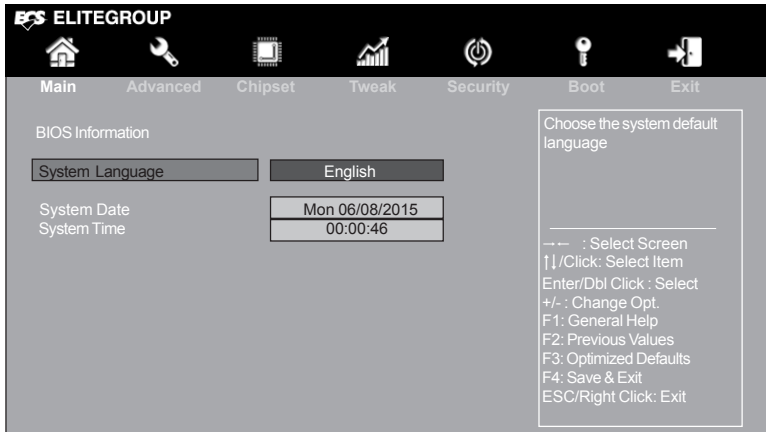 ECS ELITEGROUP
Main Advanced Chipset Tweak Security Boot Exit
BIOS Information
System Language English
System Date Mon 06/08/2015
System Time 00:00:46
Choose the system default
language
→← : Select Screen
↑↓/Click: Select Item
Enter/Dbl Click : Select
+/- : Change Opt.
F1: General Help
F2: Previous Values
F3: Optimized Defaults
F4: Save & Exit
ESC/Right Click: Exit